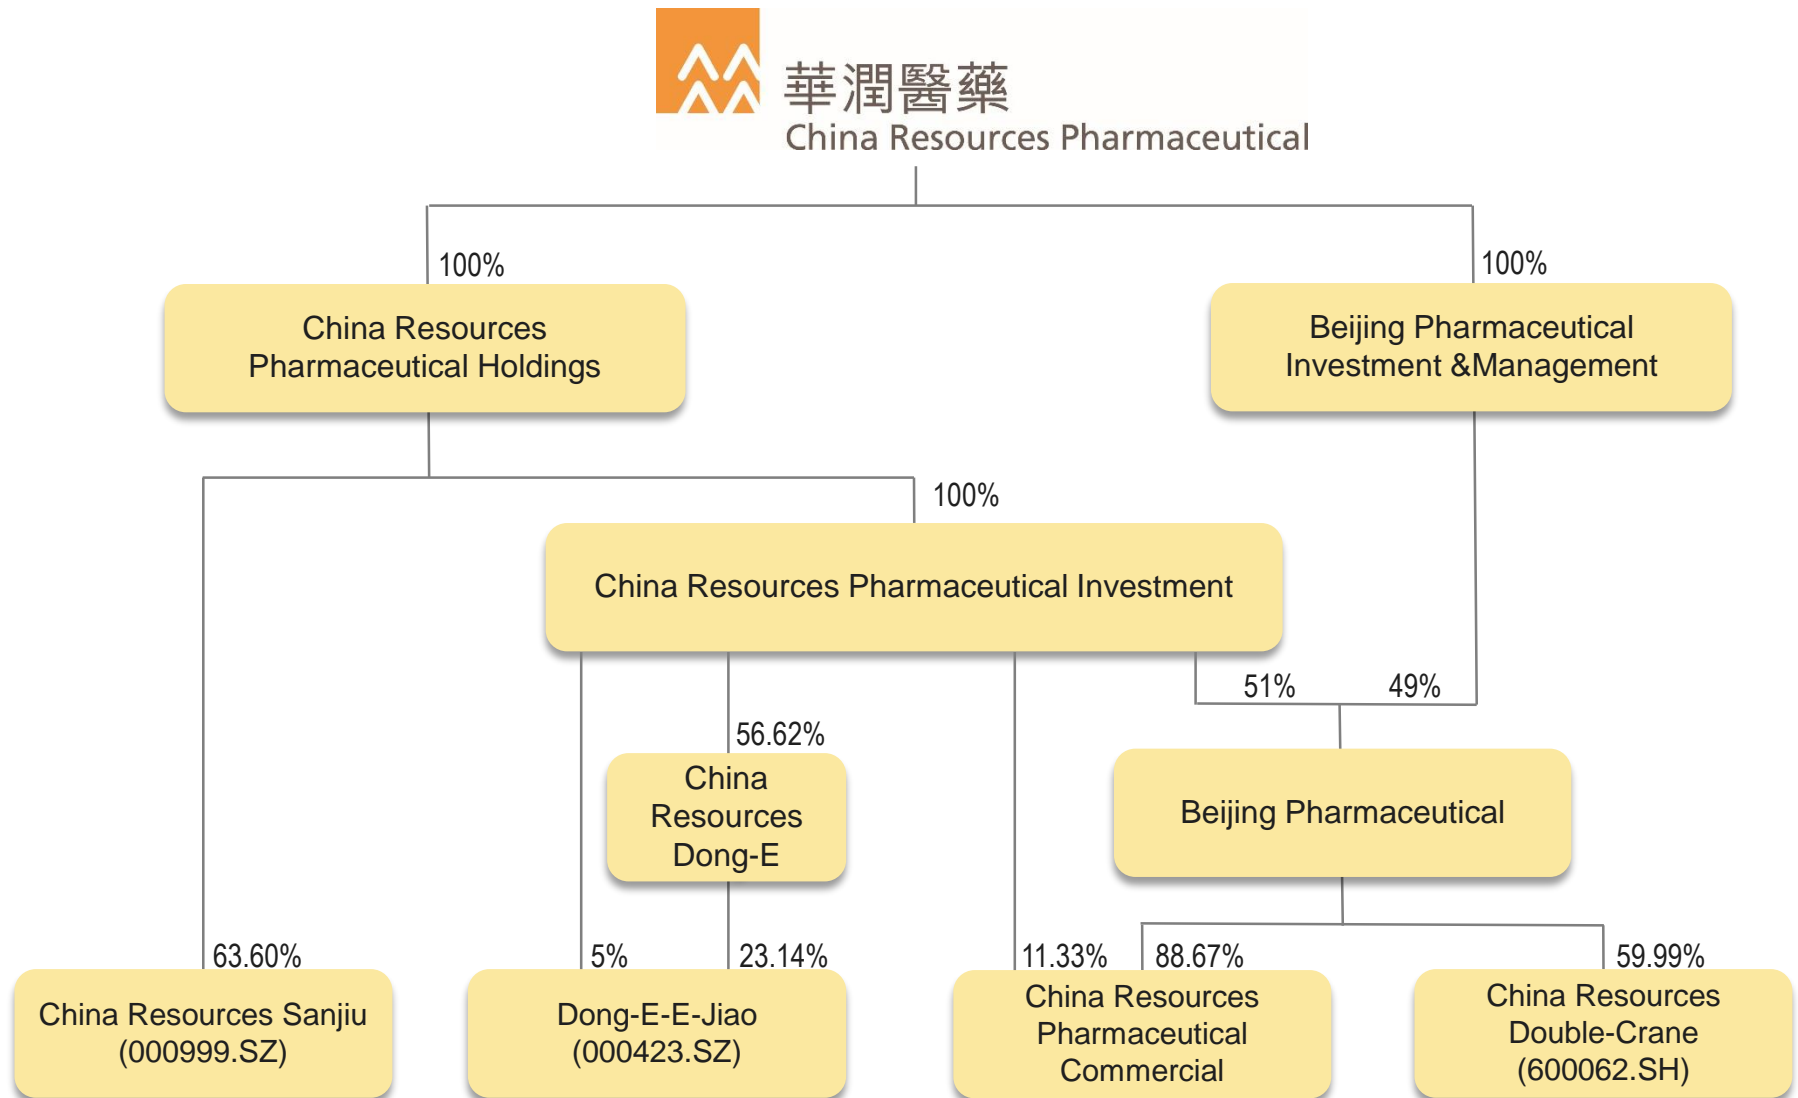 華潤醫藥
China Resources Pharmaceutical
100%
100%
China Resources
Pharmaceutical Holdings
Beijing Pharmaceutical
Investment &Management
100%
China Resources Pharmaceutical Investment
51%
49%
56.62%
China
Resources
Dong-E
Beijing Pharmaceutical
63.60%
5%
23.14%
11.33%
88.67%
59.99%
China Resources Sanjiu
(000999.SZ)
Dong-E-E-Jiao
(000423.SZ)
China Resources
Pharmaceutical
Commercial
China Resources
Double-Crane
(600062.SH)